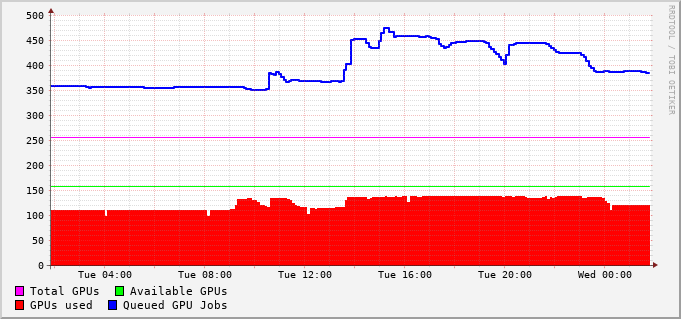 500
450
400
350
300
250
200
150
100
50
0
Tue 04:00 Tue 08:00 Tue 12:00 Tue 16:00 Tue 20:00 Wed 00:00
Total GPUs Available GPUs
GPUs used Queued GPU Jobs
RRDTOOL / TOBI OETIKER